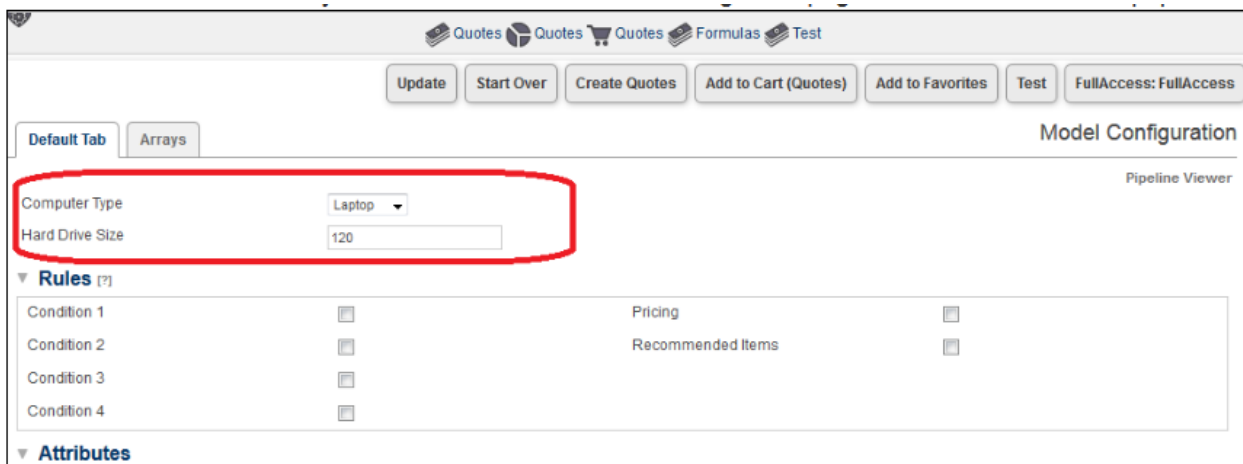 Quotes Quotes Quotes Formulas Test
Update Start Over Create Quotes Add to Cart (Quotes) Add to Favorites Test FullAccess: FullAccess
Default Tab Arrays Model Configuration
Pipeline Viewer
Computer Type Laptop
Hard Drive Size 120
Rules [?]
Condition 1 Pricing
Condition 2 Recommended Items
Condition 3
Condition 4
Attributes